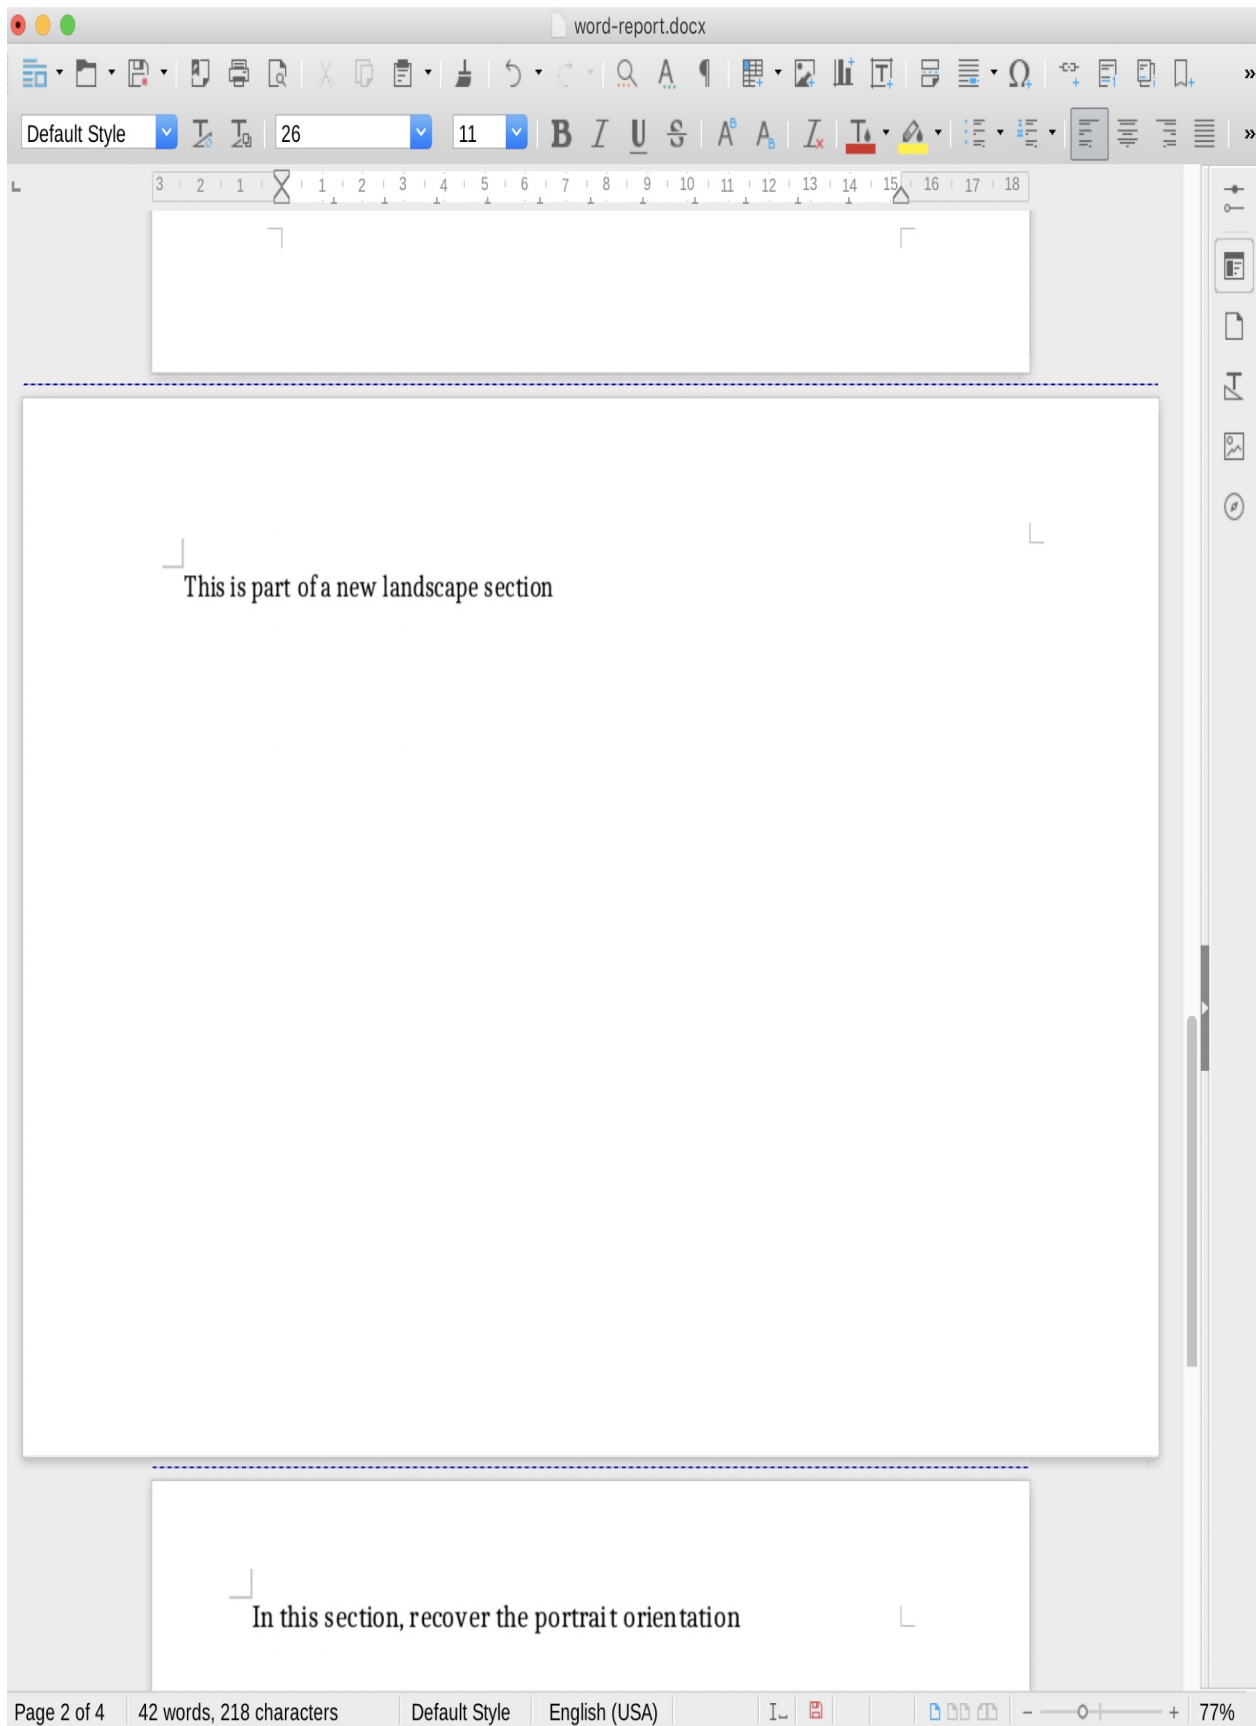 word-report.docx
Default Style 26 11
3 2 1 1 2 3 4 5 6 7 8 9 10 11 12 13 14 15 16 17 18
This is part of a new landscape section
In this section, recover the portrait orientation
Page 2 of 4 42 words, 218 characters Default Style English (USA) 77%